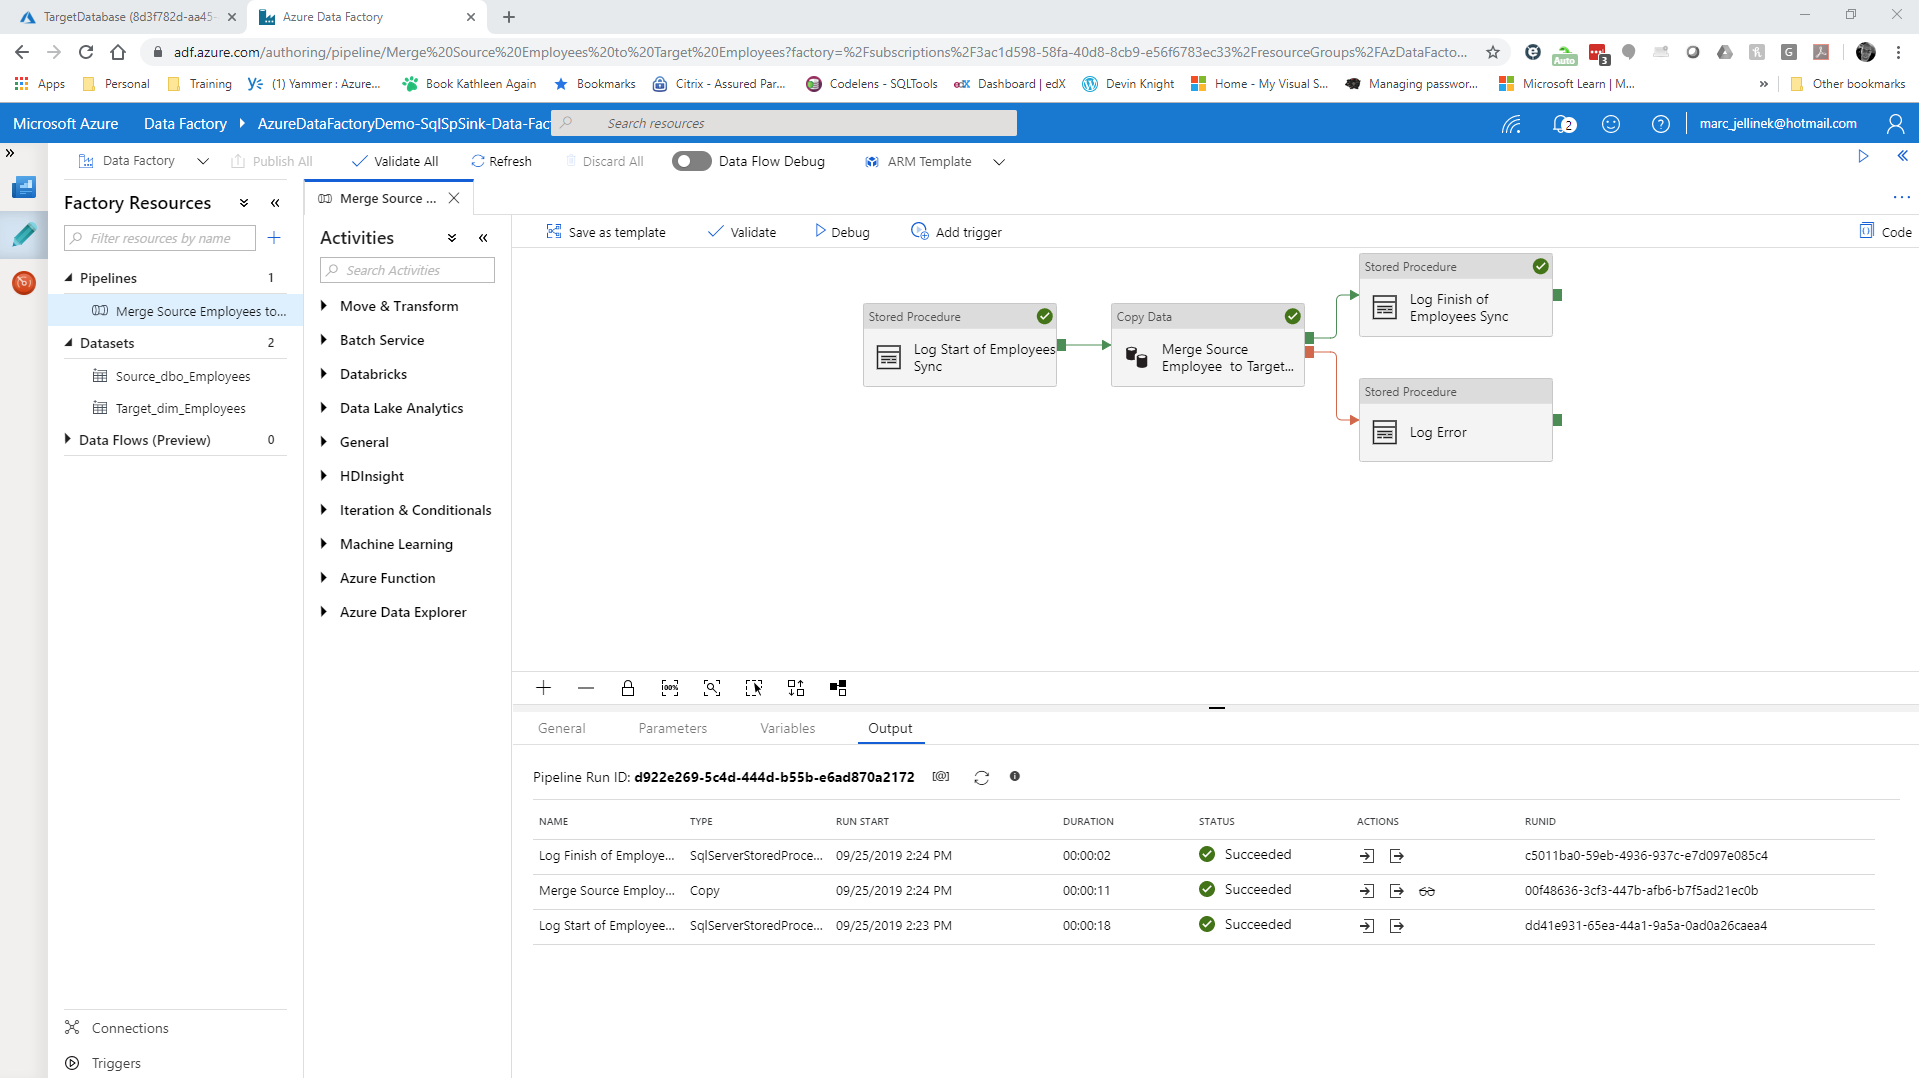 TargetDatabase (8d3f782d-aa45-
Azure Data Factory
adf.azure.com/authoring/pipeline/Merge%20Source%20Employees%20to%20Target%20Employees?factory=%2Fsubscriptions%2F3ac1d598-58fa-40d8-8cb9-e56f6783ec33%2FresourceGroups%2FAzDataFacto...
Auto
3
Apps
Personal
Training
(1) Yammer : Azure...
Book Kathleen Again
Bookmarks
Citrix - Assured Par...
Codelens - SQLTools
edX
Dashboard | edX
Devin Knight
Home - My Visual S...
Managing passwor...
Microsoft Learn | M...
»
Other bookmarks
Microsoft Azure
Data Factory
AzureDataFactoryDemo-SqlSpSink-Data-Fac
Search resources
2
marc_jellinek@hotmail.com
Data Factory
Publish All
Validate All
Refresh
Discard All
Data Flow Debug
ARM Template
Factory Resources
Filter resources by name
Pipelines 1
Merge Source Employees to...
Datasets 2
Source_dbo_Employees
Target_dim_Employees
Data Flows (Preview) 0
Connections
Triggers
Merge Source ...
Activities
Search Activities
Move & Transform
Batch Service
Databricks
Data Lake Analytics
General
HDInsight
Iteration & Conditionals
Machine Learning
Azure Function
Azure Data Explorer
Save as template
Validate
Debug
Add trigger
Code
Stored Procedure
Log Start of Employees
Sync
Copy Data
Merge Source
Employee to Target...
Stored Procedure
Log Finish of
Employees Sync
Stored Procedure
Log Error
100%
General
Parameters
Variables
Output
Pipeline Run ID: d922e269-5c4d-444d-b55b-e6ad870a2172 [@]
NAME TYPE RUN START DURATION STATUS ACTIONS RUNID
Log Finish of Employe... SqlServerStoredProce... 09/25/2019 2:24 PM 00:00:02 Succeeded c5011ba0-59eb-4936-937c-e7d097e085c4
Merge Source Employ... Copy 09/25/2019 2:24 PM 00:00:11 Succeeded 00f48636-3cf3-447b-afb6-b7f5ad21ec0b
Log Start of Employee... SqlServerStoredProce... 09/25/2019 2:23 PM 00:00:18 Succeeded dd41e931-65ea-44a1-9a5a-0ad0a26caea4